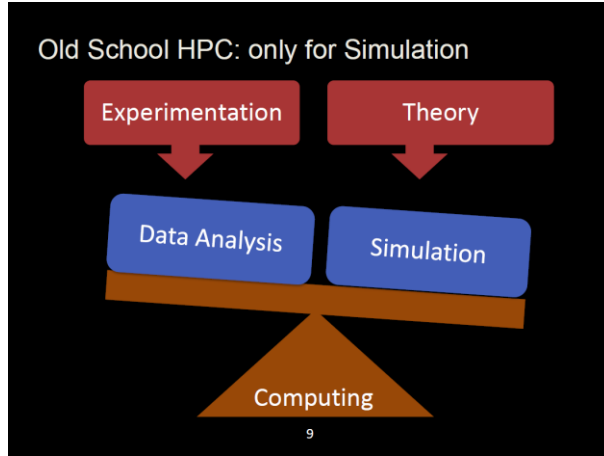 Old School HPC: only for Simulation
Experimentation
Theory
Data Analysis
Simulation
Computing
9